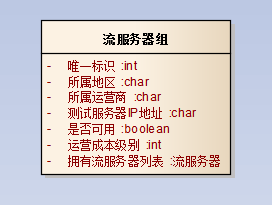 流服务器组
- 唯一标识 :int
- 所属地区 :char
- 所属运营商 :char
- 测试服务器IP地址 :char
- 是否可用 :boolean
- 运营成本级别 :int
- 拥有流服务器列表 :流服务器